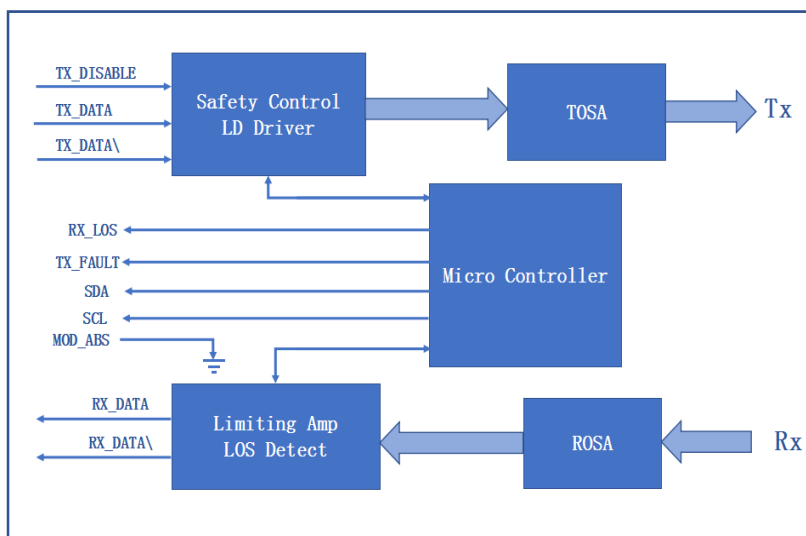 TX_DISABLE
TX_DATA
TX_DATA\
Safety Control
LD Driver
TOSA
Tx
RX_LOS
TX_FAULT
SDA
SCL
MOD_ABS
Micro Controller
RX_DATA
RX_DATA\
Limiting Amp
LOS Detect
ROSA
Rx